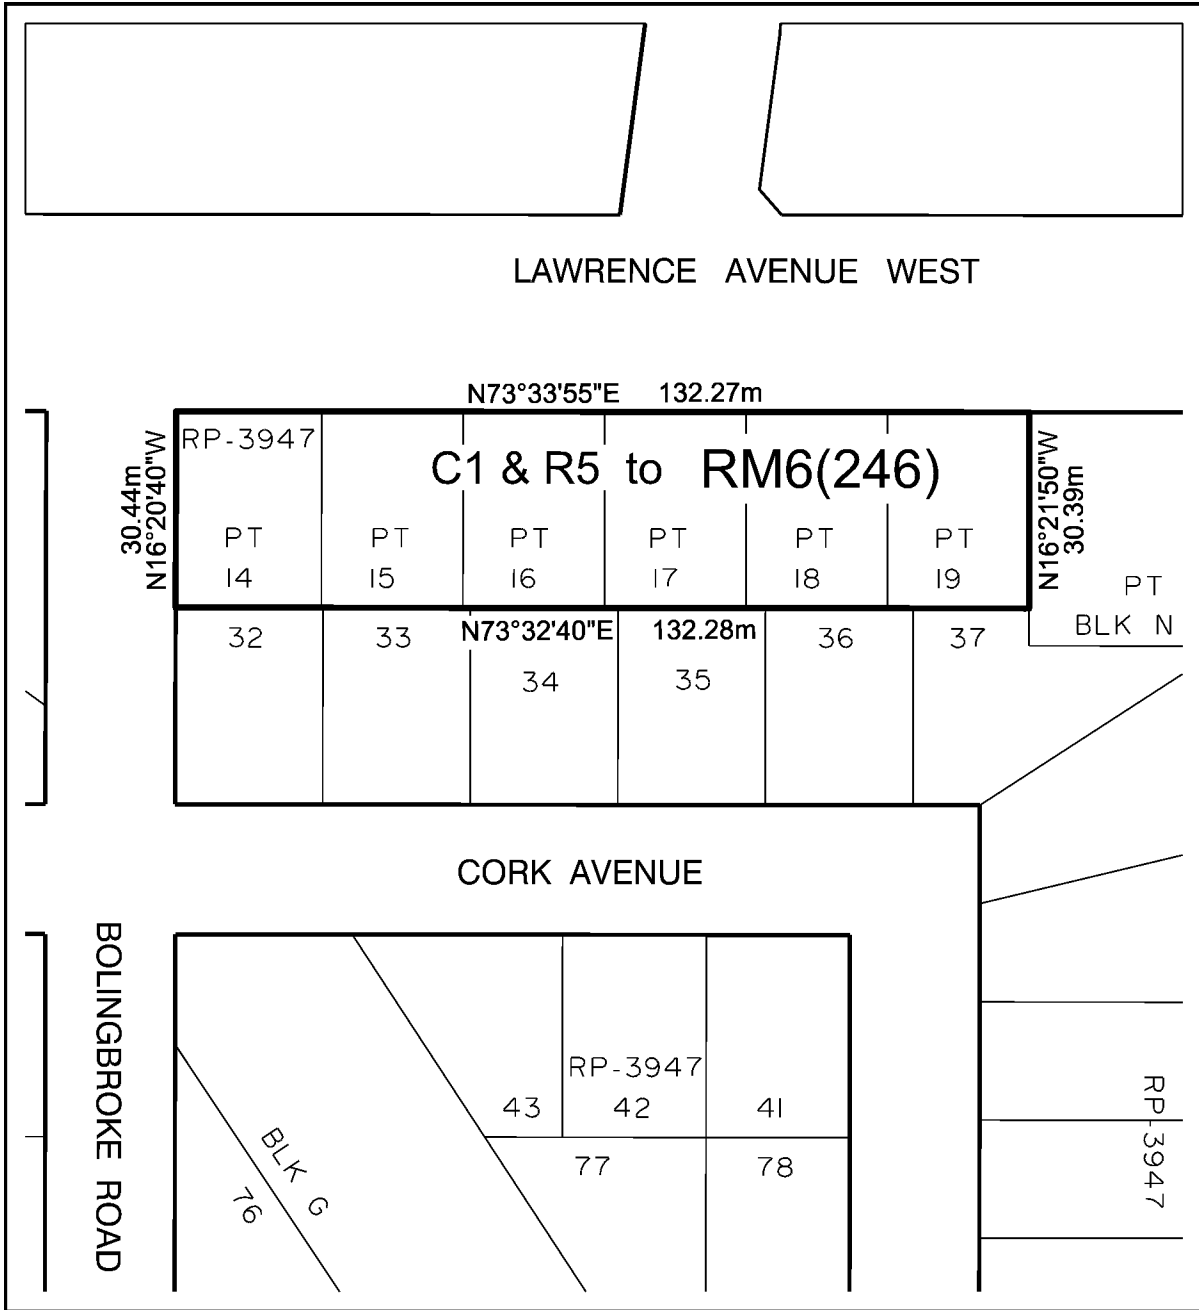 LAWRENCE AVENUE WEST
N73°33'55"E 132.27m
30.44m
N16°20'40"W
RP-3947
C1 & R5 to RM6(246)
N16°21'50"W
30.39m
PT PT PT PT PT PT
14 15 16 17 18 19
PT
BLK N
32 33 N73°32'40"E 132.28m 36 37
34 35
CORK AVENUE
BOLINGBROKE ROAD
RP-3947
43 42 41
77 78
BLK G
76
RP-3947